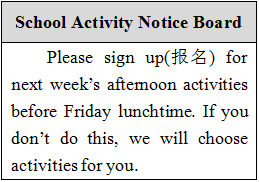 School Activity Notice Board
Please sign up(报名) for
next week's afternoon activities
before Friday lunchtime. If you
don't do this, we will choose
activities for you.